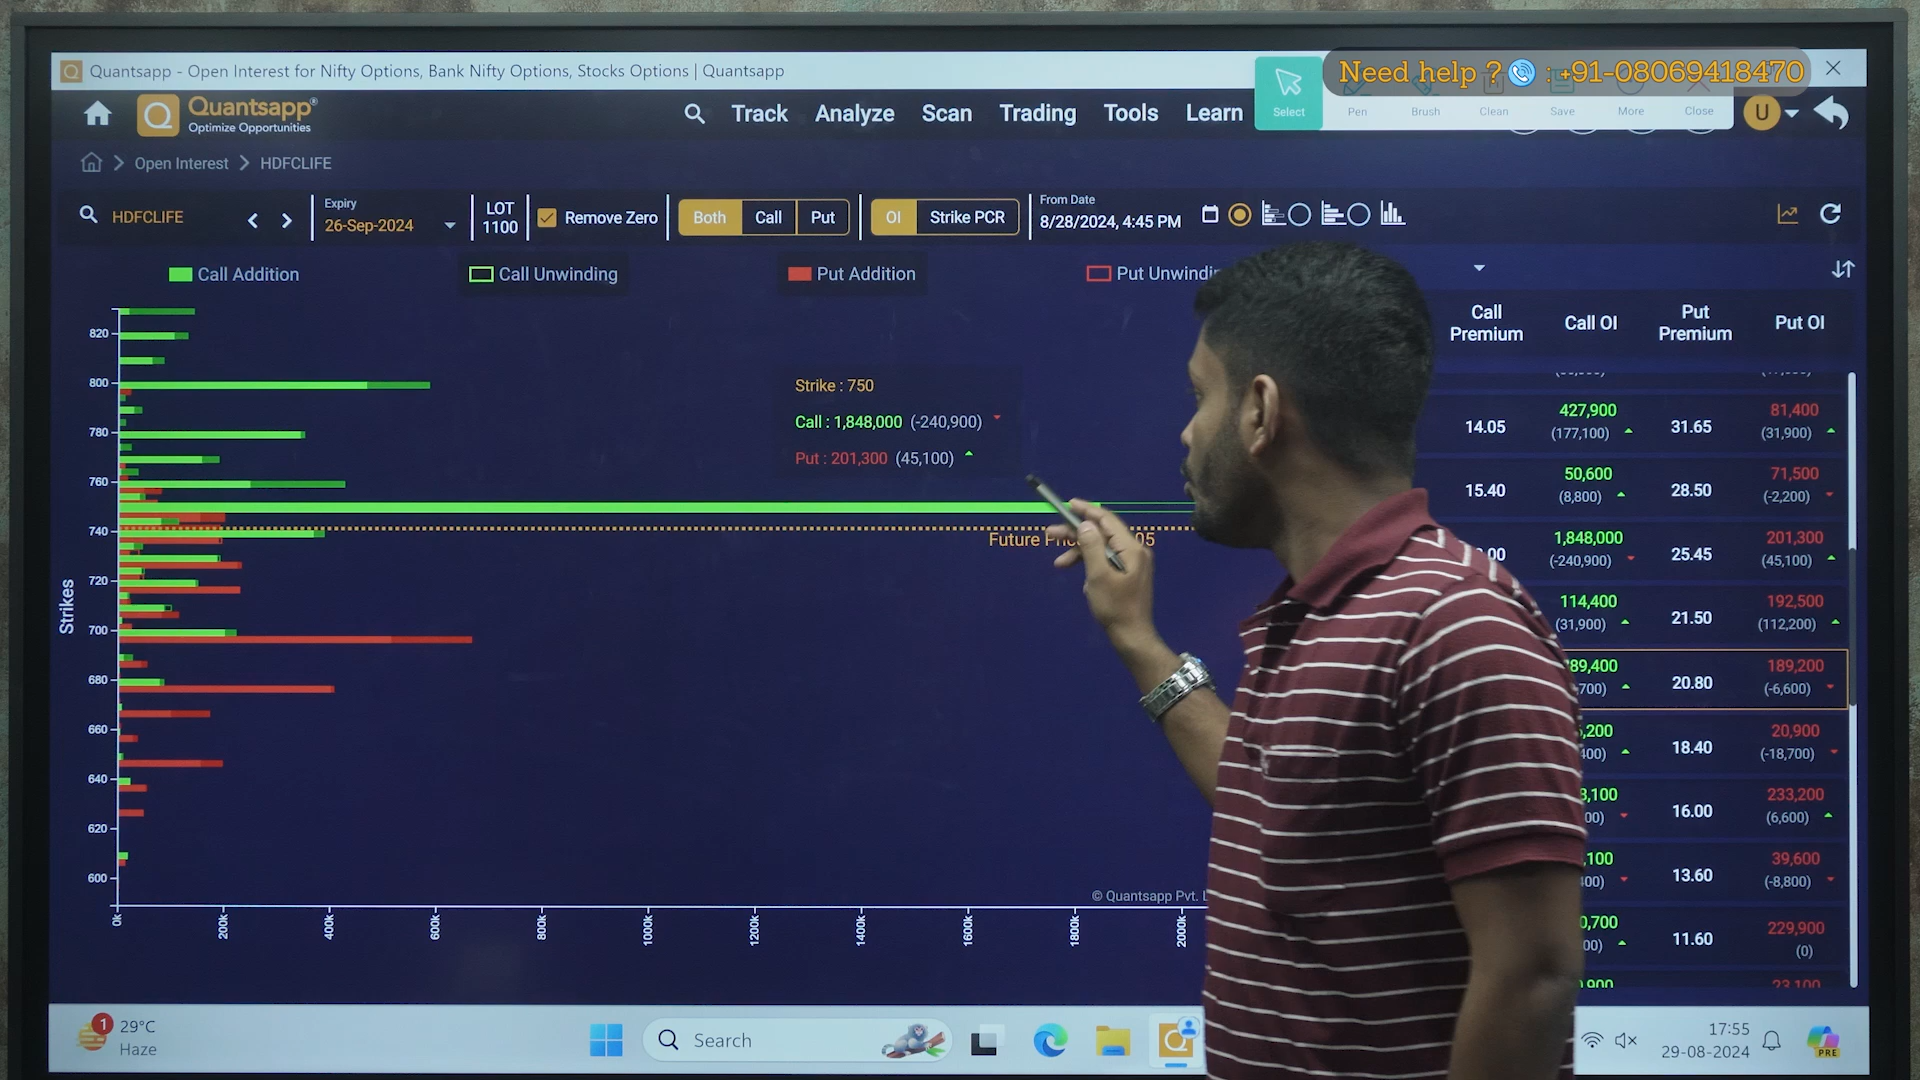 Quantsapp - Open Interest for Nifty Options, Bank Nifty Options, Stocks Options | Quantsapp
Need help ? : +91-08069418470
Quantsapp
Optimize Opportunities
Track Analyze Scan Trading Tools Learn
Select Pen Brush Clean Save More Close
U
Open Interest > HDFCLIFE
HDFCLIFE
Expiry
26-Sep-2024
LOT
1100
Remove Zero
Both Call Put
OI Strike PCR
From Date
8/28/2024, 4:45 PM
Call Addition Call Unwinding Put Addition
Put
Call Premium Call OI Put Premium Put OI
Strike : 750
Call : 1,848,000 (-240,900)
Put : 201,300 (45,100)
Future
05
14.05 427,900 (177,100) 31.65 81,400 (31,900)
15.40 50,600 (8,800) 28.50 71,500 (-2,200)
1,848,000 (-240,900) 25.45 201,300 (45,100)
114,400 (31,900) 21.50 192,500 (112,200)
20.80 189,200 (-6,600)
18.40 20,900 (-18,700)
16.00 233,200 (6,600)
13.60 39,600 (-8,800)
11.60 229,900 (0)
23,100
Strikes
820
800
780
760
740
720
700
680
660
640
620
600
0k 200k 400k 600k 800k 1000k 1200k 1400k 1600k 1800k 2000k
© Quantsapp Pvt.
1
29°C
Haze
Search
PRE
17:55
29-08-2024